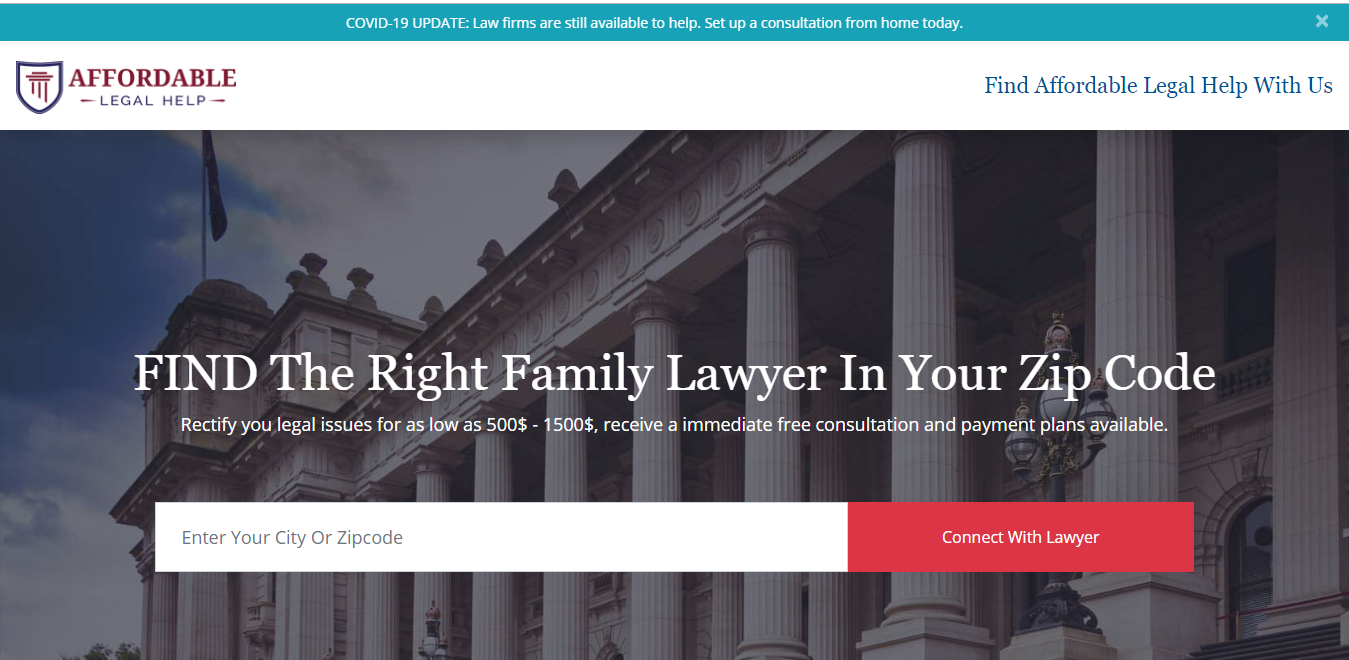 COVID-19 UPDATE: Law firms are still available to help. Set up a consultation from home today. ×
AFFORDABLE
LEGAL HELP
Find Affordable Legal Help With Us
FIND The Right Family Lawyer In Your Zip Code
Rectify you legal issues for as low as 500$ - 1500$, receive a immediate free consultation and payment plans available.
Enter Your City Or Zipcode
Connect With Lawyer